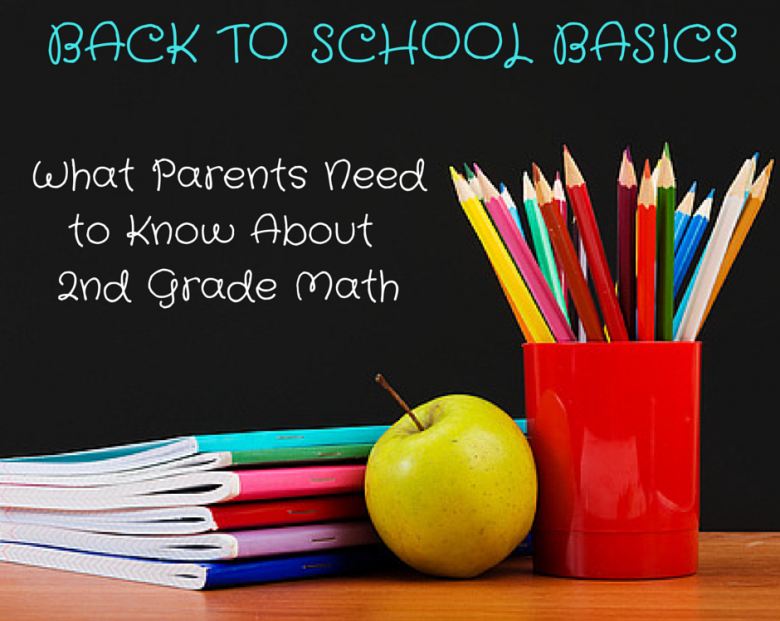 BACK TO SCHOOL BASICS
What Parents Need
to Know About
2nd Grade Math